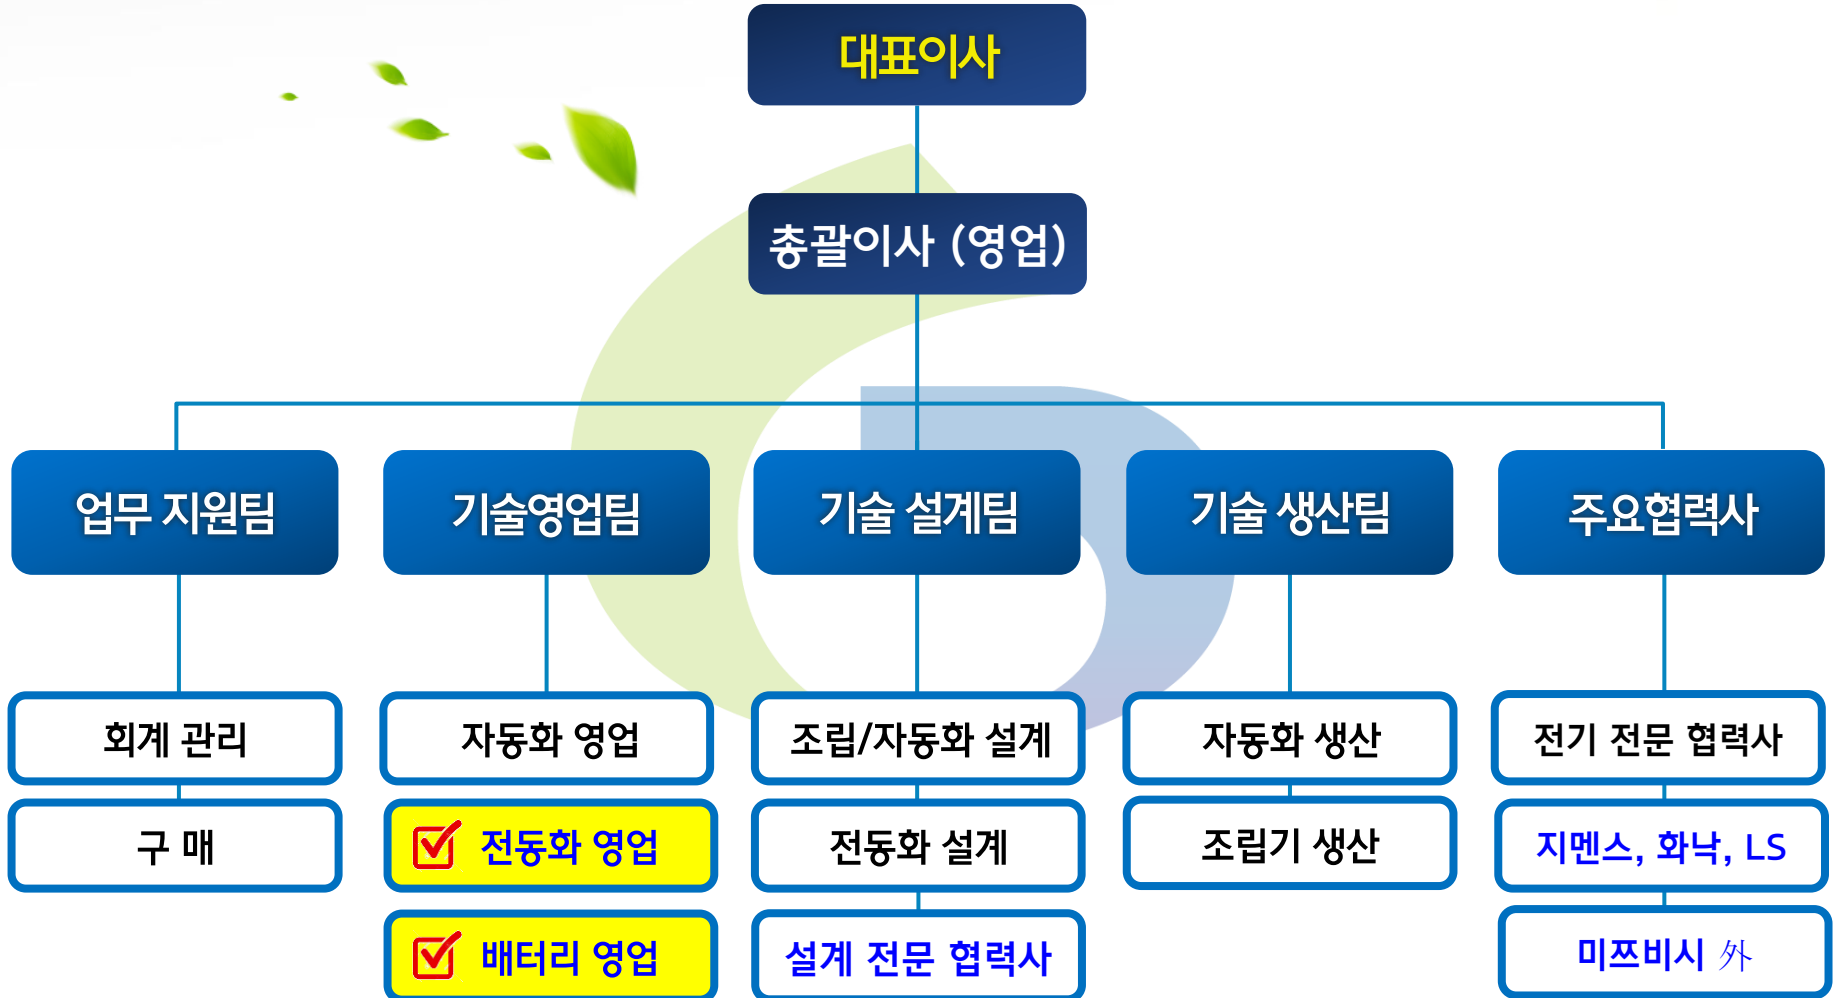 대표이사
총괄이사 (영업)
업무 지원팀
기술영업팀
기술 설계팀
기술 생산팀
주요협력사
회계 관리
자동화 영업
조립/자동화 설계
자동화 생산
전기 전문 협력사
구 매
전동화 영업
전동화 설계
조립기 생산
지멘스, 화낙, LS
배터리 영업
설계 전문 협력사
미쯔비시 外